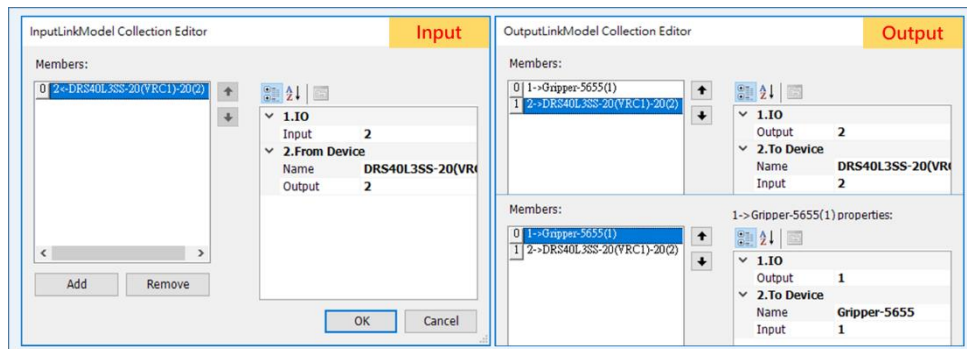 InputLinkModel Collection Editor
Input
Members:
0 2<-DRS40L3SS-20(VRC1)-20(2)
1.IO
Input 2
2.From Device
Name DRS40L3SS-20(VR
Output 2
Add
Remove
OK
Cancel
OutputLinkModel Collection Editor
Output
Members:
0 1->Gripper-5655(1)
1 2->DRS40L3SS-20(VRC1)-20(2)
1.IO
Output 2
2.To Device
Name DRS40L3SS-20(VR
Input 2
Members:
0 1->Gripper-5655(1)
1 2->DRS40L3SS-20(VRC1)-20(2)
1->Gripper-5655(1) properties:
1.IO
Output 1
2.To Device
Name Gripper-5655
Input 1